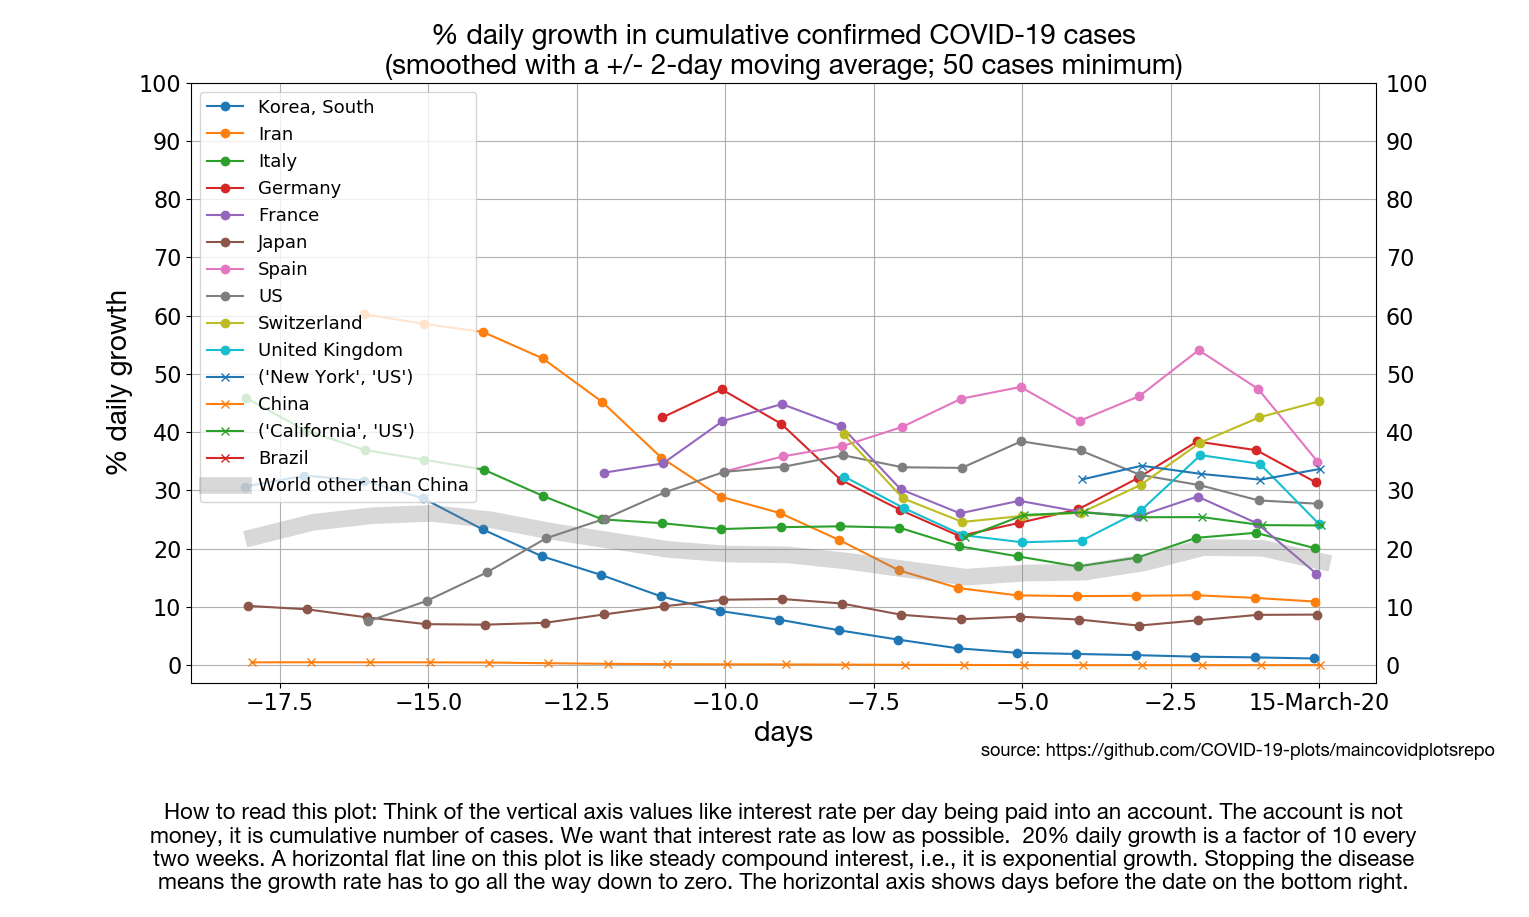 % daily growth in cumulative confirmed COVID-19 cases
(smoothed with a +/- 2-day moving average; 50 cases minimum)
100
90
80
70
60
50
40
30
20
10
0
% daily growth
Korea, South
Iran
Italy
Germany
France
Japan
Spain
US
Switzerland
United Kingdom
('New York', 'US')
China
('California', 'US')
Brazil
World other than China
100
90
80
70
60
50
40
30
20
10
0
−17.5 −15.0 −12.5 −10.0 −7.5 −5.0 −2.5 15-March-20
days
source: https://github.com/COVID-19-plots/maincovidplotsrepo
How to read this plot: Think of the vertical axis values like interest rate per day being paid into an account. The account is not
money, it is cumulative number of cases. We want that interest rate as low as possible.  20% daily growth is a factor of 10 every
two weeks. A horizontal flat line on this plot is like steady compound interest, i.e., it is exponential growth. Stopping the disease
means the growth rate has to go all the way down to zero. The horizontal axis shows days before the date on the bottom right.